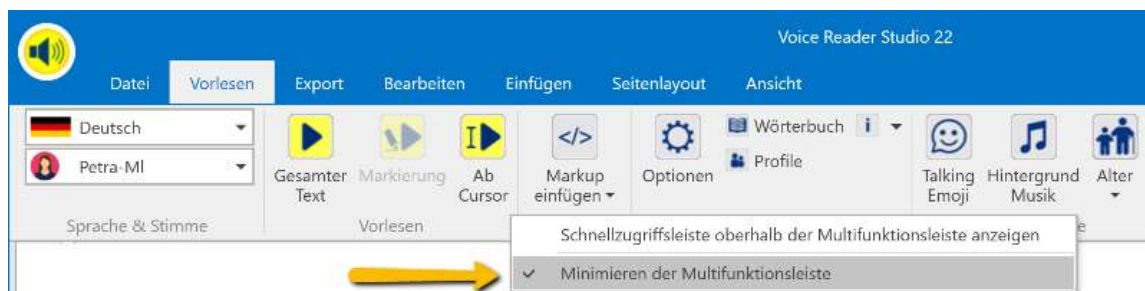 Voice Reader Studio 22
Datei Vorlesen Export Bearbeiten Einfügen Seitenlayout Ansicht
Deutsch
Petra-Ml
Sprache & Stimme
Gesamter Text
Markierung
Ab Cursor
Vorlesen
</>
Markup einfügen
Optionen
Wörterbuch i
Profile
Talking Emoji
Hintergrund Musik
Alter
Schnellzugriffsleiste oberhalb der Multifunktionsleiste anzeigen
Minimieren der Multifunktionsleiste